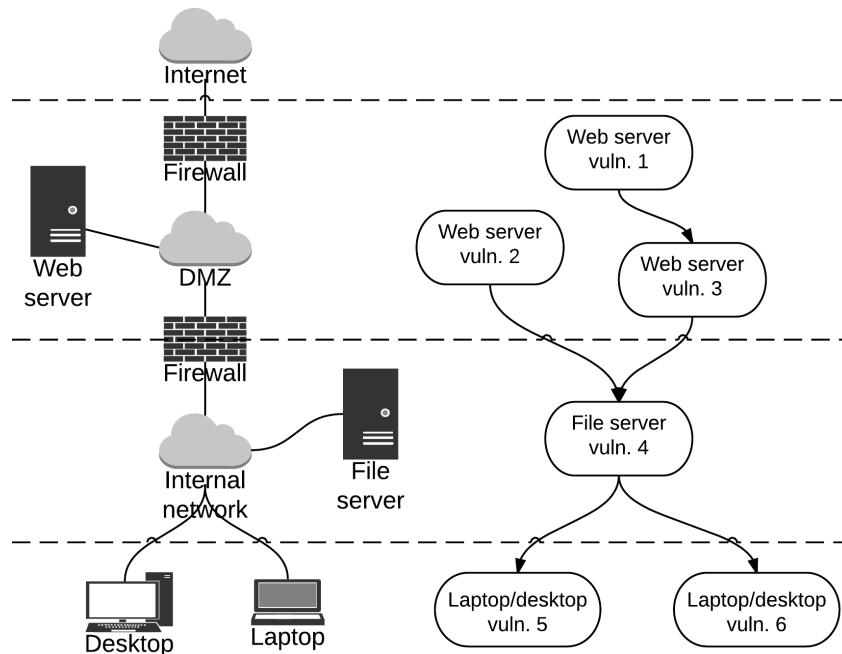 Internet
Firewall
Web
server
DMZ
Firewall
Internal
network
File
server
Desktop
Laptop
Web server
vuln. 1
Web server
vuln. 2
Web server
vuln. 3
File server
vuln. 4
Laptop/desktop
vuln. 5
Laptop/desktop
vuln. 6